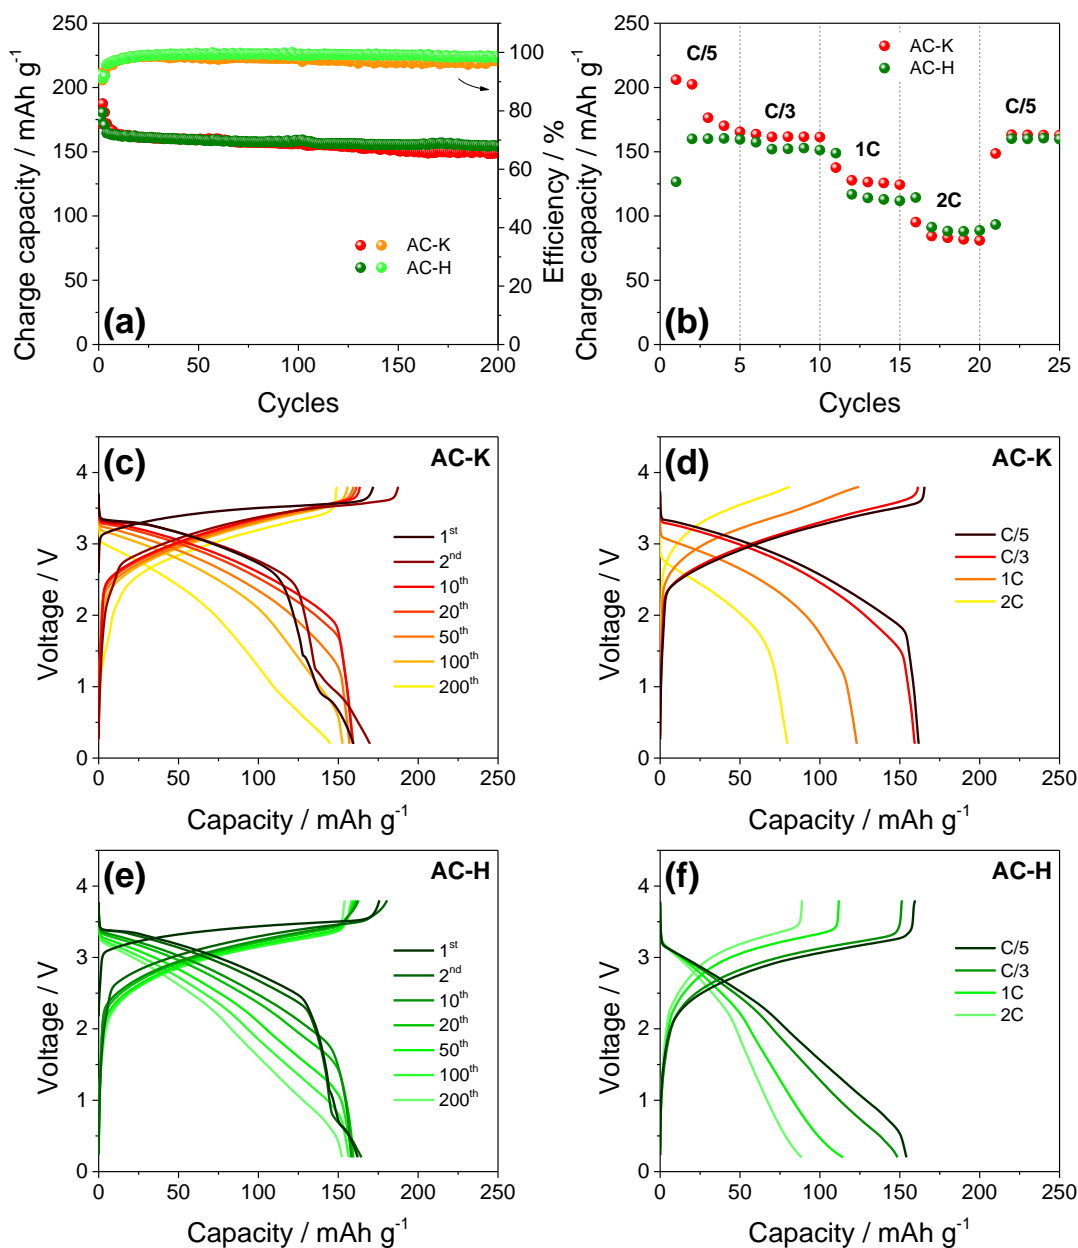 Charge capacity / mAh g⁻¹
250
200
150
100
50
0
(a)
AC-K
AC-H
100
80
60
40
20
0
Efficiency / %
0 50 100 150 200
Cycles
Charge capacity / mAh g⁻¹
250
200
150
100
50
0
(b)
AC-K
AC-H
C/5
C/3
1C
2C
C/5
0 5 10 15 20 25
Cycles
Voltage / V
4
3
2
1
0
(c)
AC-K
1st
2nd
10th
20th
50th
100th
200th
0 50 100 150 200 250
Capacity / mAh g⁻¹
Voltage / V
4
3
2
1
0
(d)
AC-K
C/5
C/3
1C
2C
0 50 100 150 200 250
Capacity / mAh g⁻¹
Voltage / V
4
3
2
1
0
(e)
AC-H
1st
2nd
10th
20th
50th
100th
200th
0 50 100 150 200 250
Capacity / mAh g⁻¹
Voltage / V
4
3
2
1
0
(f)
AC-H
C/5
C/3
1C
2C
0 50 100 150 200 250
Capacity / mAh g⁻¹